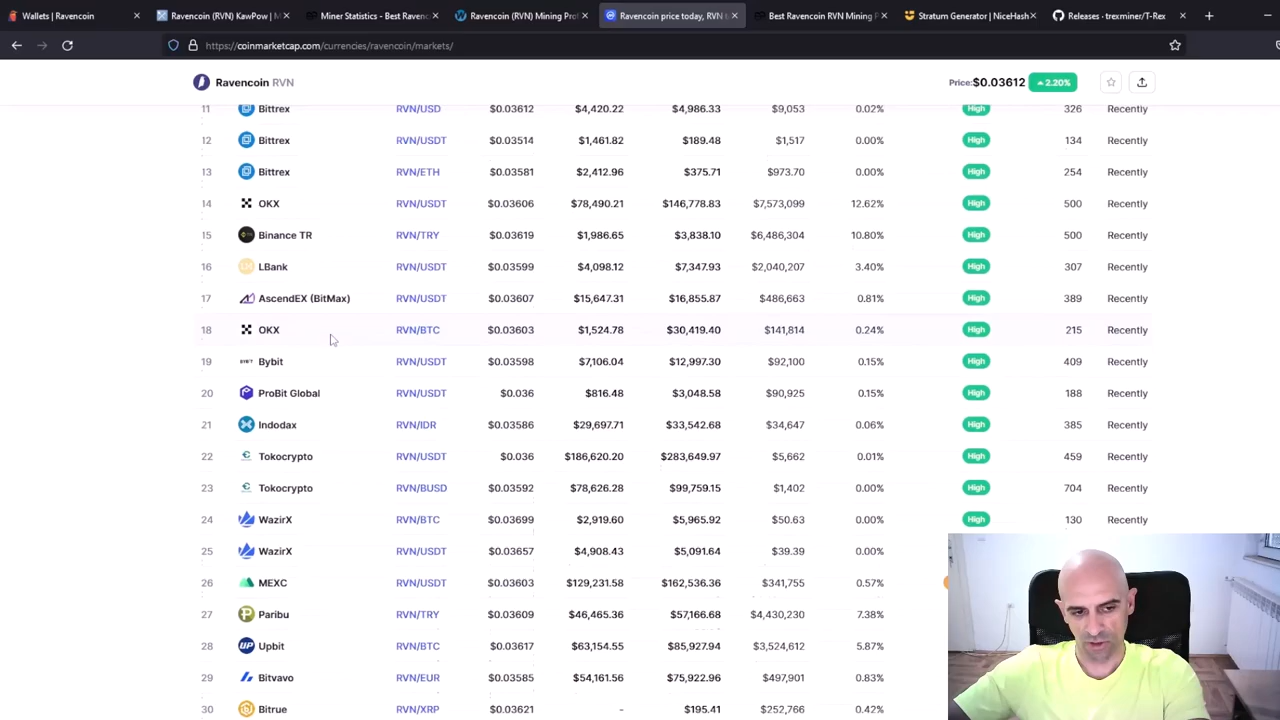 Wallets | Ravencoin
Ravencoin (RVN) KawPow | M
Miner Statistics - Best Ravenc
Ravencoin (RVN) Mining Prof
Ravencoin price today, RVN t
Best Ravencoin RVN Mining P
Stratum Generator | NiceHash
Releases · trexminer/T-Rex
https://coinmarketcap.com/currencies/ravencoin/markets/
Ravencoin RVN
Price: $0.03612 2.20%
11 Bittrex RVN/USD $0.03612 $4,420.22 $4,986.33 $9,053 0.02% High 326 Recently
12 Bittrex RVN/USDT $0.03514 $1,461.82 $189.48 $1,517 0.00% High 134 Recently
13 Bittrex RVN/ETH $0.03581 $2,412.96 $375.71 $973.70 0.00% High 254 Recently
14 OKX RVN/USDT $0.03606 $78,490.21 $146,778.83 $7,573,099 12.62% High 500 Recently
15 Binance TR RVN/TRY $0.03619 $1,986.65 $3,838.10 $6,486,304 10.80% High 500 Recently
16 LBank RVN/USDT $0.03599 $4,098.12 $7,347.93 $2,040,207 3.40% High 307 Recently
17 AscendEX (BitMax) RVN/USDT $0.03607 $15,647.31 $16,855.87 $486,663 0.81% High 389 Recently
18 OKX RVN/BTC $0.03603 $1,524.78 $30,419.40 $141,814 0.24% High 215 Recently
19 Bybit RVN/USDT $0.03598 $7,106.04 $12,997.30 $92,100 0.15% High 409 Recently
20 ProBit Global RVN/USDT $0.036 $816.48 $3,048.58 $90,925 0.15% High 188 Recently
21 Indodax RVN/IDR $0.03586 $29,697.71 $33,542.68 $34,647 0.06% High 385 Recently
22 Tokocrypto RVN/USDT $0.036 $186,620.20 $283,649.97 $5,662 0.01% High 459 Recently
23 Tokocrypto RVN/BUSD $0.03592 $78,626.28 $99,759.15 $1,402 0.00% High 704 Recently
24 WazirX RVN/BTC $0.03699 $2,919.60 $5,965.92 $50.63 0.00% High 130 Recently
25 WazirX RVN/USDT $0.03657 $4,908.43 $5,091.64 $39.39 0.00%
26 MEXC RVN/USDT $0.03603 $129,231.58 $162,536.36 $341,755 0.57%
27 Paribu RVN/TRY $0.03609 $46,465.36 $57,166.68 $4,430,230 7.38%
28 Upbit RVN/BTC $0.03617 $63,154.55 $85,927.94 $3,524,612 5.87%
29 Bitvavo RVN/EUR $0.03585 $54,161.56 $75,922.96 $497,901 0.83%
30 Bitrue RVN/XRP $0.03621 - $195.41 $252,766 0.42%